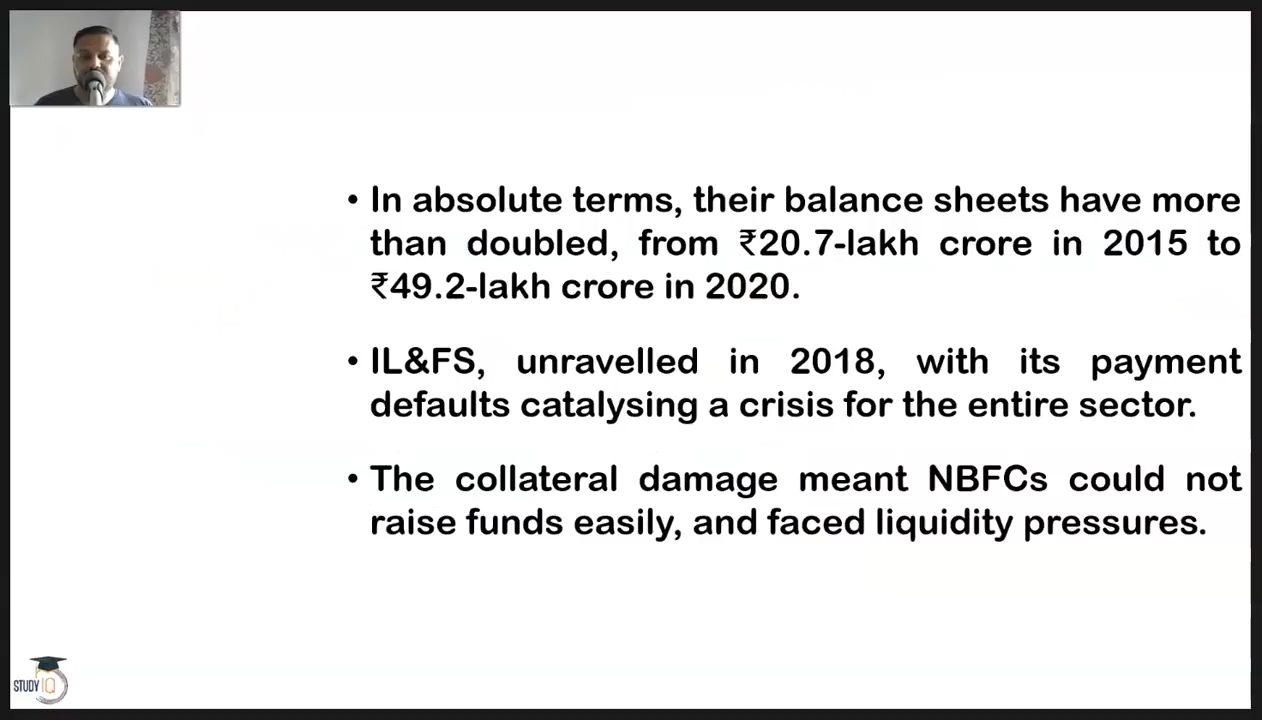 • In absolute terms, their balance sheets have more
than doubled, from ₹20.7-lakh crore in 2015 to
₹49.2-lakh crore in 2020.
• IL&FS, unravelled in 2018, with its payment
defaults catalysing a crisis for the entire sector.
• The collateral damage meant NBFCs could not
raise funds easily, and faced liquidity pressures.
STUDY IQ